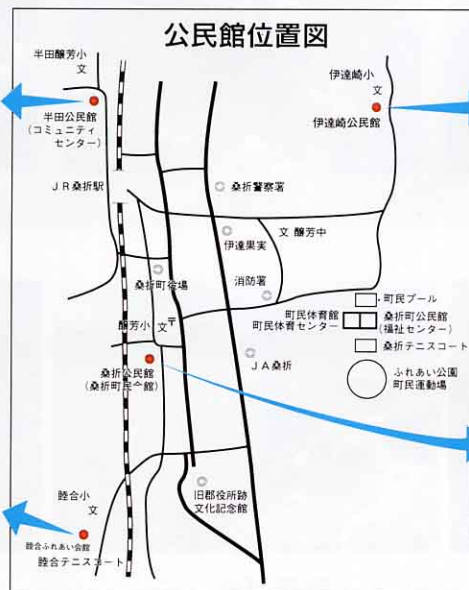 公民館位置図
半田醸芳小
文
半田公民館
(コミュニティ
センター)
伊達崎小
文
伊達崎公民館
JR桑折駅
桑折警察署
伊達果実
文 醸芳中
桑折町役場
消防署
町民プール
町民体育館
町民体育センター
桑折町公民館
(福祉センター)
桑折テニスコート
醸芳小 文 〒
JA桑折
ふれあい公園
町民運動場
桑折公民館
(桑折町民会館)
睦合小
文
旧郡役所跡
文化記念館
睦合ふれあい会館
睦合テニスコート